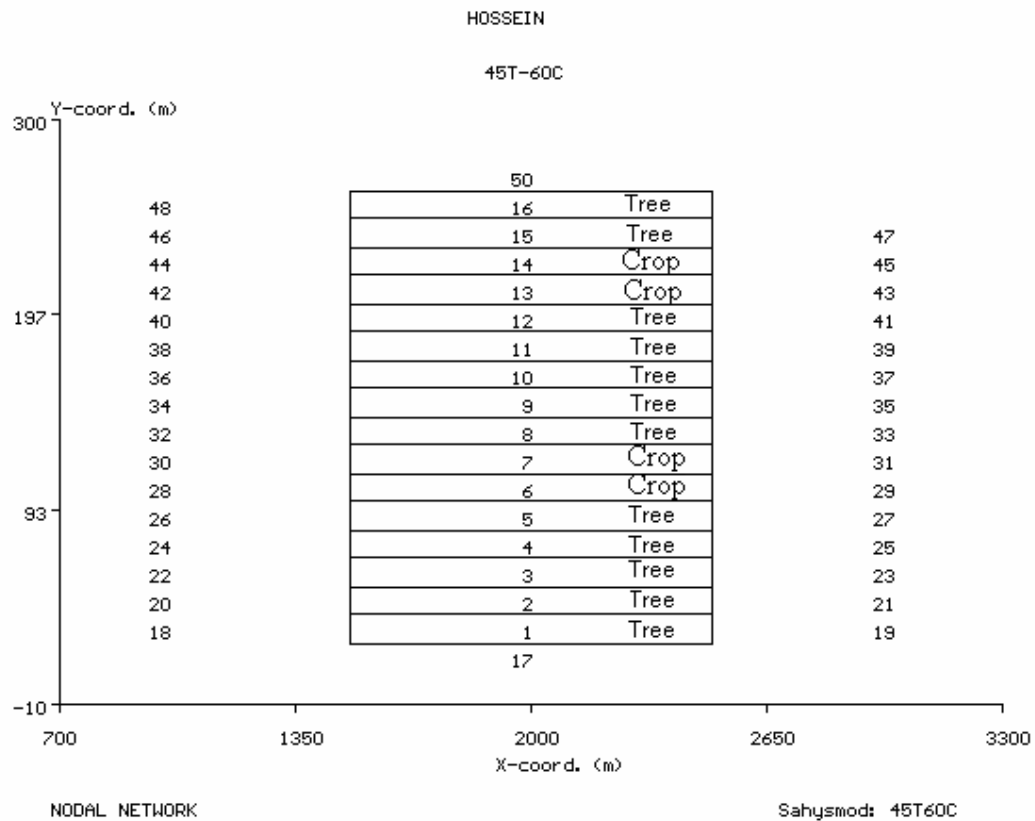 HOSSEIN
45T-60C
Y-coord. (m)
300
50
48 16 Tree
46 15 Tree 47
44 14 Crop 45
42 13 Crop 43
197
40 12 Tree 41
38 11 Tree 39
36 10 Tree 37
34 9 Tree 35
32 8 Tree 33
30 7 Crop 31
28 6 Crop 29
93
26 5 Tree 27
24 4 Tree 25
22 3 Tree 23
20 2 Tree 21
18 1 Tree 19
17
-10
700 1350 2000 2650 3300
X-coord. (m)
NODAL NETWORK Sahysmod: 45T60C